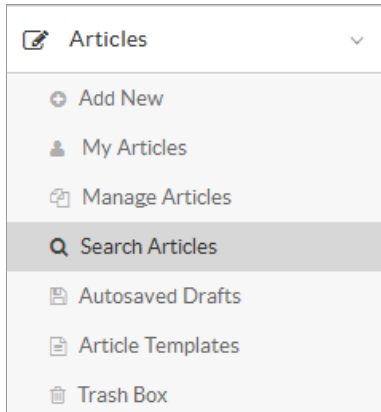 Articles
Add New
My Articles
Manage Articles
Search Articles
Autosaved Drafts
Article Templates
Trash Box